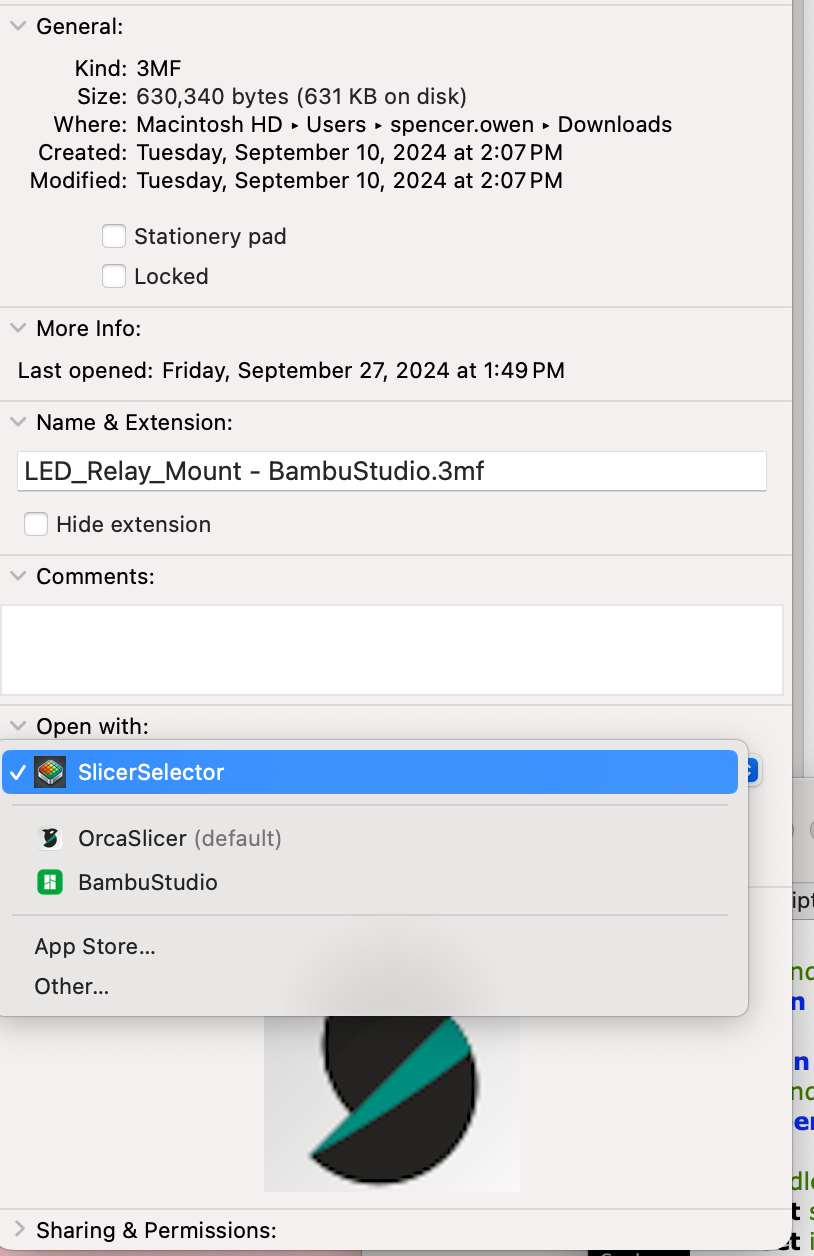 General:
Kind: 3MF
Size: 630,340 bytes (631 KB on disk)
Where: Macintosh HD ▸ Users ▸ spencer.owen ▸ Downloads
Created: Tuesday, September 10, 2024 at 2:07 PM
Modified: Tuesday, September 10, 2024 at 2:07 PM
Stationery pad
Locked
More Info:
Last opened: Friday, September 27, 2024 at 1:49 PM
Name & Extension:
LED_Relay_Mount - BambuStudio.3mf
Hide extension
Comments:
Open with:
✓ SlicerSelector
OrcaSlicer (default)
BambuStudio
App Store...
Other...
Sharing & Permissions: